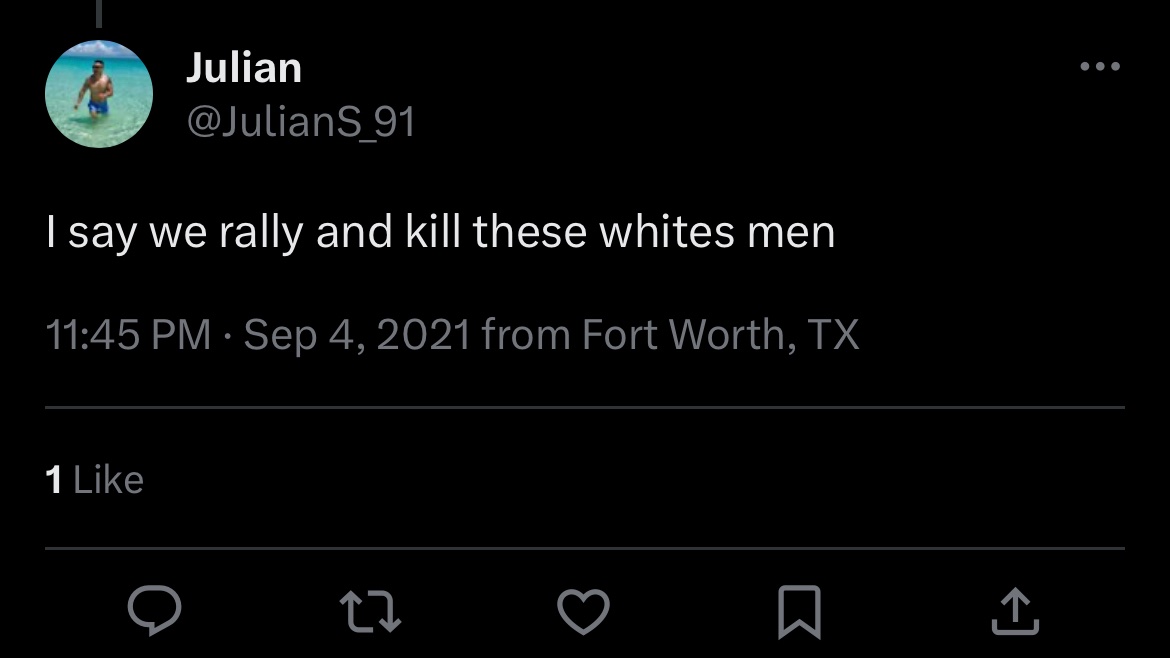 Julian
@JulianS_91
I say we rally and kill these whites men
11:45 PM · Sep 4, 2021 from Fort Worth, TX
1 Like